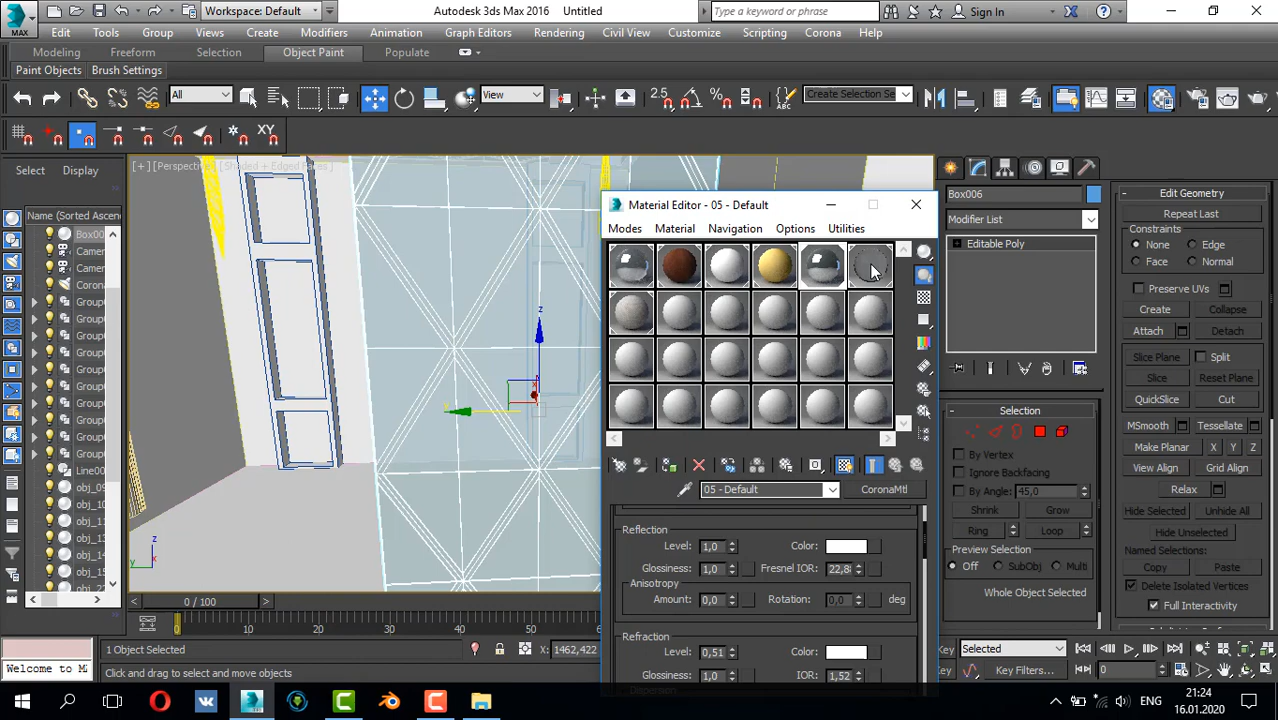 MAX
Workspace: Default
Autodesk 3ds Max 2016    Untitled
Type a keyword or phrase
Sign In
Edit Tools Group Views Create Modifiers Animation Graph Editors Rendering Civil View Customize Scripting Corona Help
Modeling Freeform Selection Object Paint Populate
Paint Objects Brush Settings
All
View
2.5
Create Selection Se
XY
Select Display
[+] [Perspective] [Shaded + Edged Faces]
Name (Sorted Ascen
Box00
Camer
Camer
Coron
Group
Group
Group
Group
Group
Group
Group
Line00
obj_09
obj_10
obj_11
obj_13
obj_14
obj_15
z
x
y
z
Material Editor - 05 - Default
Modes Material Navigation Options Utilities
05 - Default
CoronaMtl
Reflection
Level: 1,0 Color:
Glossiness: 1,0 Fresnel IOR: 22,8
Anisotropy
Amount: 0,0 Rotation: 0,0 deg
Refraction
Level: 0,51 Color:
Glossiness: 1,0 IOR: 1,52
Box006
Modifier List
Editable Poly
Selection
By Vertex
Ignore Backfacing
By Angle: 45,0
Shrink Grow
Ring Loop
Preview Selection
Off SubObj Multi
Whole Object Selected
Edit Geometry
Repeat Last
Constraints
None Edge
Face Normal
Preserve UVs
Create Collapse
Attach Detach
Slice Plane Split
Slice Reset Plane
QuickSlice Cut
MSmooth Tessellate
Make Planar X Y Z
View Align Grid Align
Relax
Hide Selected Unhide All
Hide Unselected
Named Selections:
Copy Paste
Delete Isolated Vertices
Full Interactivity
0 / 100
0 10 20 30 40 50
Welcome to M
1 Object Selected
X: 1462,422
Click and drag to select and move objects
Key Selected
Key Key Filters...
0
ENG
21:24
16.01.2020